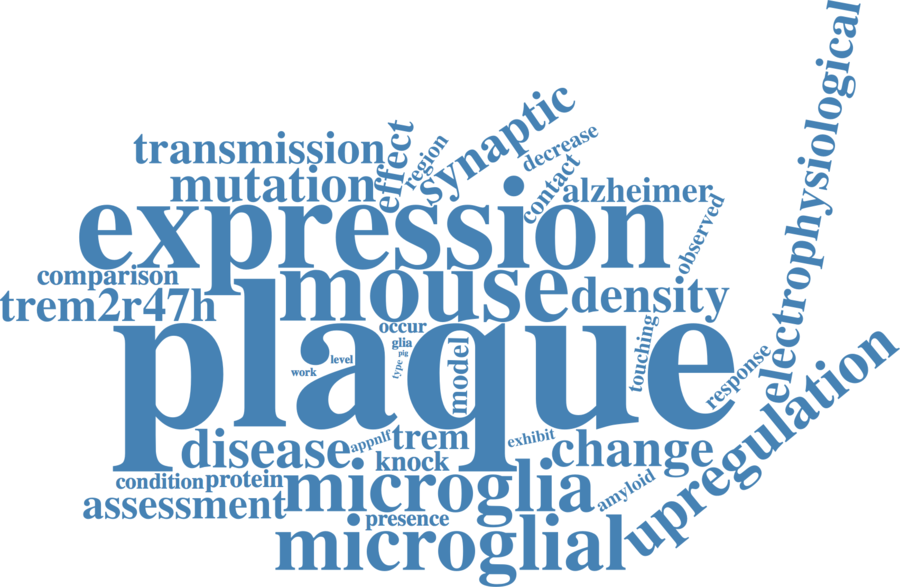 electrophysiological
synaptic
effect
region
decrease
transmission
contact
mutation
alzheimer
expression
observed
comparison
mouse
density
trem2r47h
plaque
occur
glia
pig
type
level
work
model
touching
response
upregulation
disease
appnlf
trem
exhibit
change
knock
condition
protein
microglia
amyloid
assessment
presence
microglial